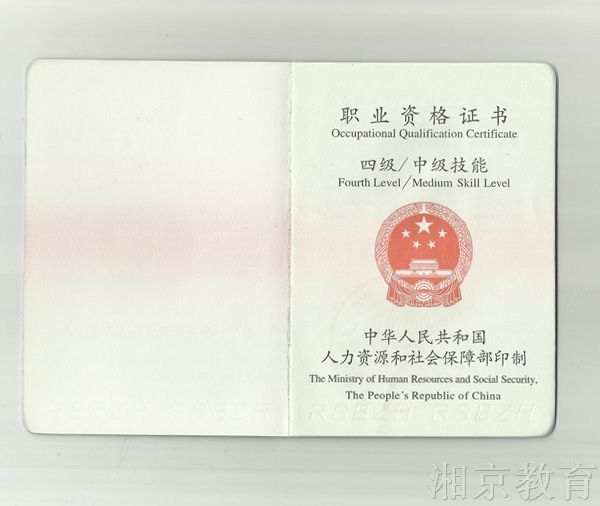 职业资格证书
Occupational Qualification Certificate
四级/中级技能
Fourth Level/Medium Skill Level
中华人民共和国
人力资源和社会保障部印制
The Ministry of Human Resources and Social Security,
The People's Republic of China
RSBZH RSBZH
湘京教育